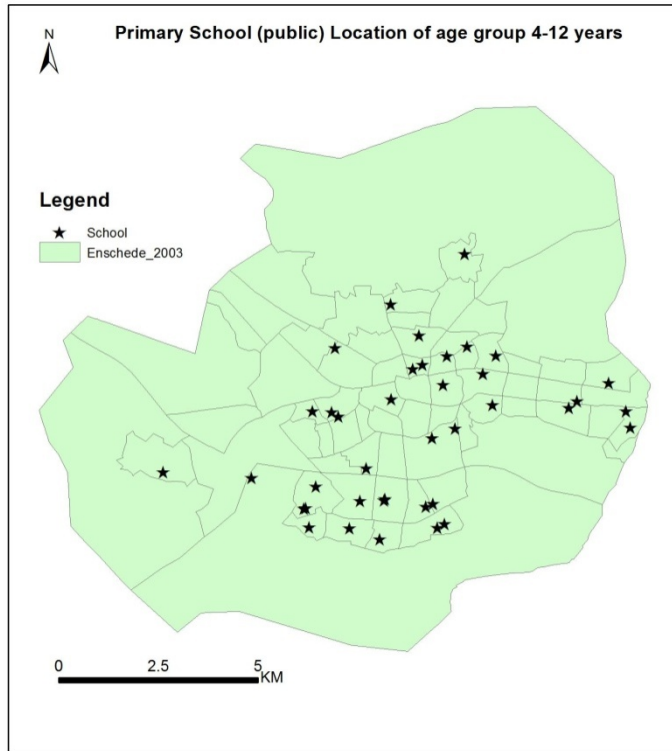 Primary School (public) Location of age group 4-12 years
N
Legend
School
Enschede_2003
0 2.5 5
KM